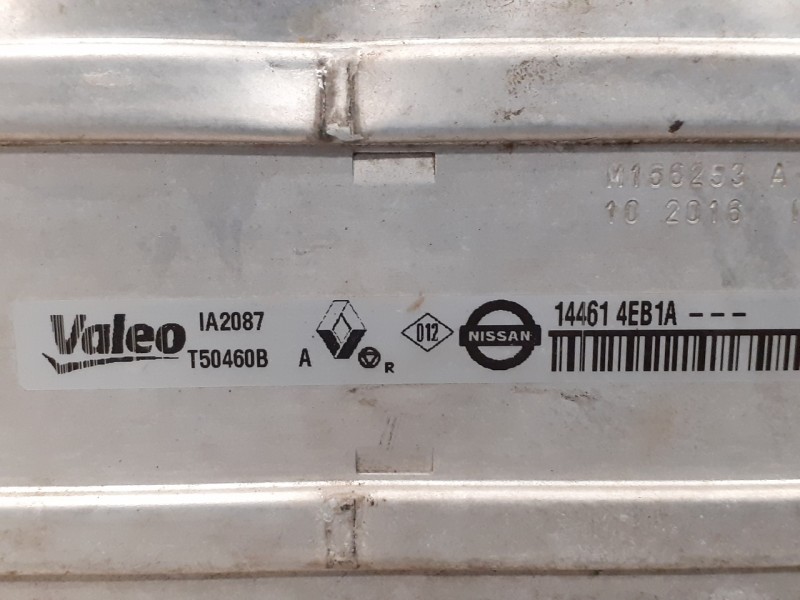 M166253 A
10 2016
Valeo
IA2087
T50460B
A
R
012
NISSAN
14461 4EB1A ---